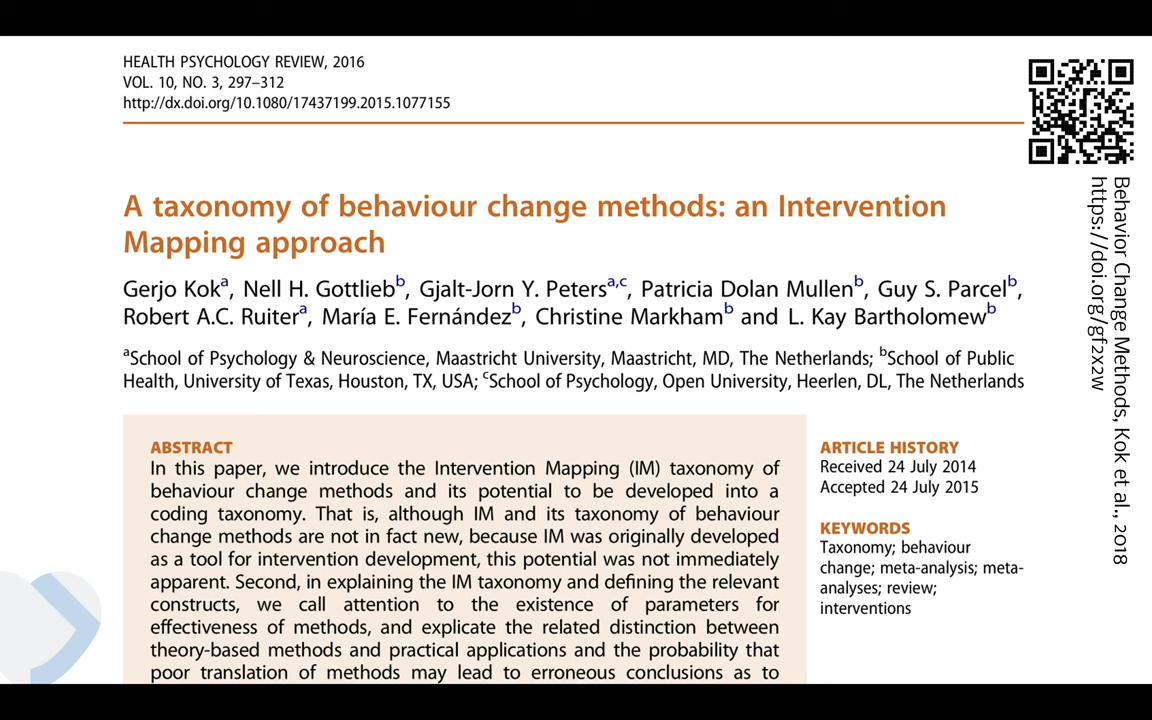 HEALTH PSYCHOLOGY REVIEW, 2016
VOL. 10, NO. 3, 297–312
http://dx.doi.org/10.1080/17437199.2015.1077155
A taxonomy of behaviour change methods: an Intervention
Mapping approach
Gerjo Kokᵃ, Nell H. Gottliebᵇ, Gjalt-Jorn Y. Petersᵃ,ᶜ, Patricia Dolan Mullenᵇ, Guy S. Parcelᵇ,
Robert A.C. Ruiterᵃ, María E. Fernándezᵇ, Christine Markhamᵇ and L. Kay Bartholomewᵇ
ᵃSchool of Psychology & Neuroscience, Maastricht University, Maastricht, MD, The Netherlands; ᵇSchool of Public
Health, University of Texas, Houston, TX, USA; ᶜSchool of Psychology, Open University, Heerlen, DL, The Netherlands
ABSTRACT
In this paper, we introduce the Intervention Mapping (IM) taxonomy of
behaviour change methods and its potential to be developed into a
coding taxonomy. That is, although IM and its taxonomy of behaviour
change methods are not in fact new, because IM was originally developed
as a tool for intervention development, this potential was not immediately
apparent. Second, in explaining the IM taxonomy and defining the relevant
constructs, we call attention to the existence of parameters for
effectiveness of methods, and explicate the related distinction between
theory-based methods and practical applications and the probability that
poor translation of methods may lead to erroneous conclusions as to
ARTICLE HISTORY
Received 24 July 2014
Accepted 24 July 2015
KEYWORDS
Taxonomy; behaviour
change; meta-analysis; meta-
analyses; review;
interventions
Behavior Change Methods, Kok et al., 2018
https://doi.org/gf2x2w